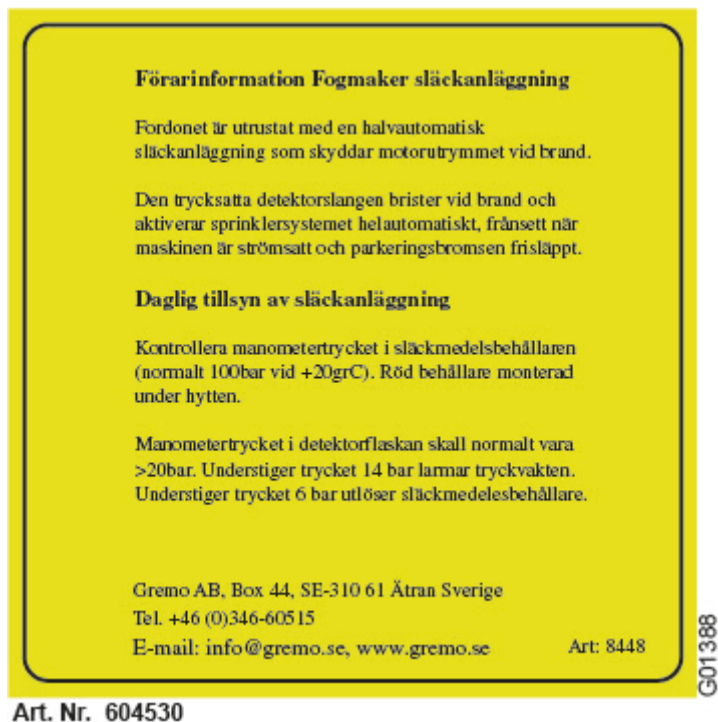 Förarinformation Fogmaker släckanläggning
Fordonet är utrustat med en halvautomatisk
släckanläggning som skyddar motorutrymmet vid brand.
Den trycksatta detektorslangen brister vid brand och
aktiverar sprinklersystemet helautomatiskt, frånsett när
maskinen är strömsatt och parkeringsbromsen frisläppt.
Daglig tillsyn av släckanläggning
Kontrollera manometertrycket i släckmedelsbehållaren
(normalt 100bar vid +20grC). Röd behållare monterad
under hytten.
Manometertrycket i detektorflaskan skall normalt vara
>20bar. Understiger trycket 14 bar larmar tryckvakten.
Understiger trycket 6 bar utlöser släckmedelesbehållare.
Gremo AB, Box 44, SE-310 61 Ätran Sverige
Tel. +46 (0)346-60515
E-mail: info@gremo.se, www.gremo.se Art: 8448
G01388
Art. Nr. 604530